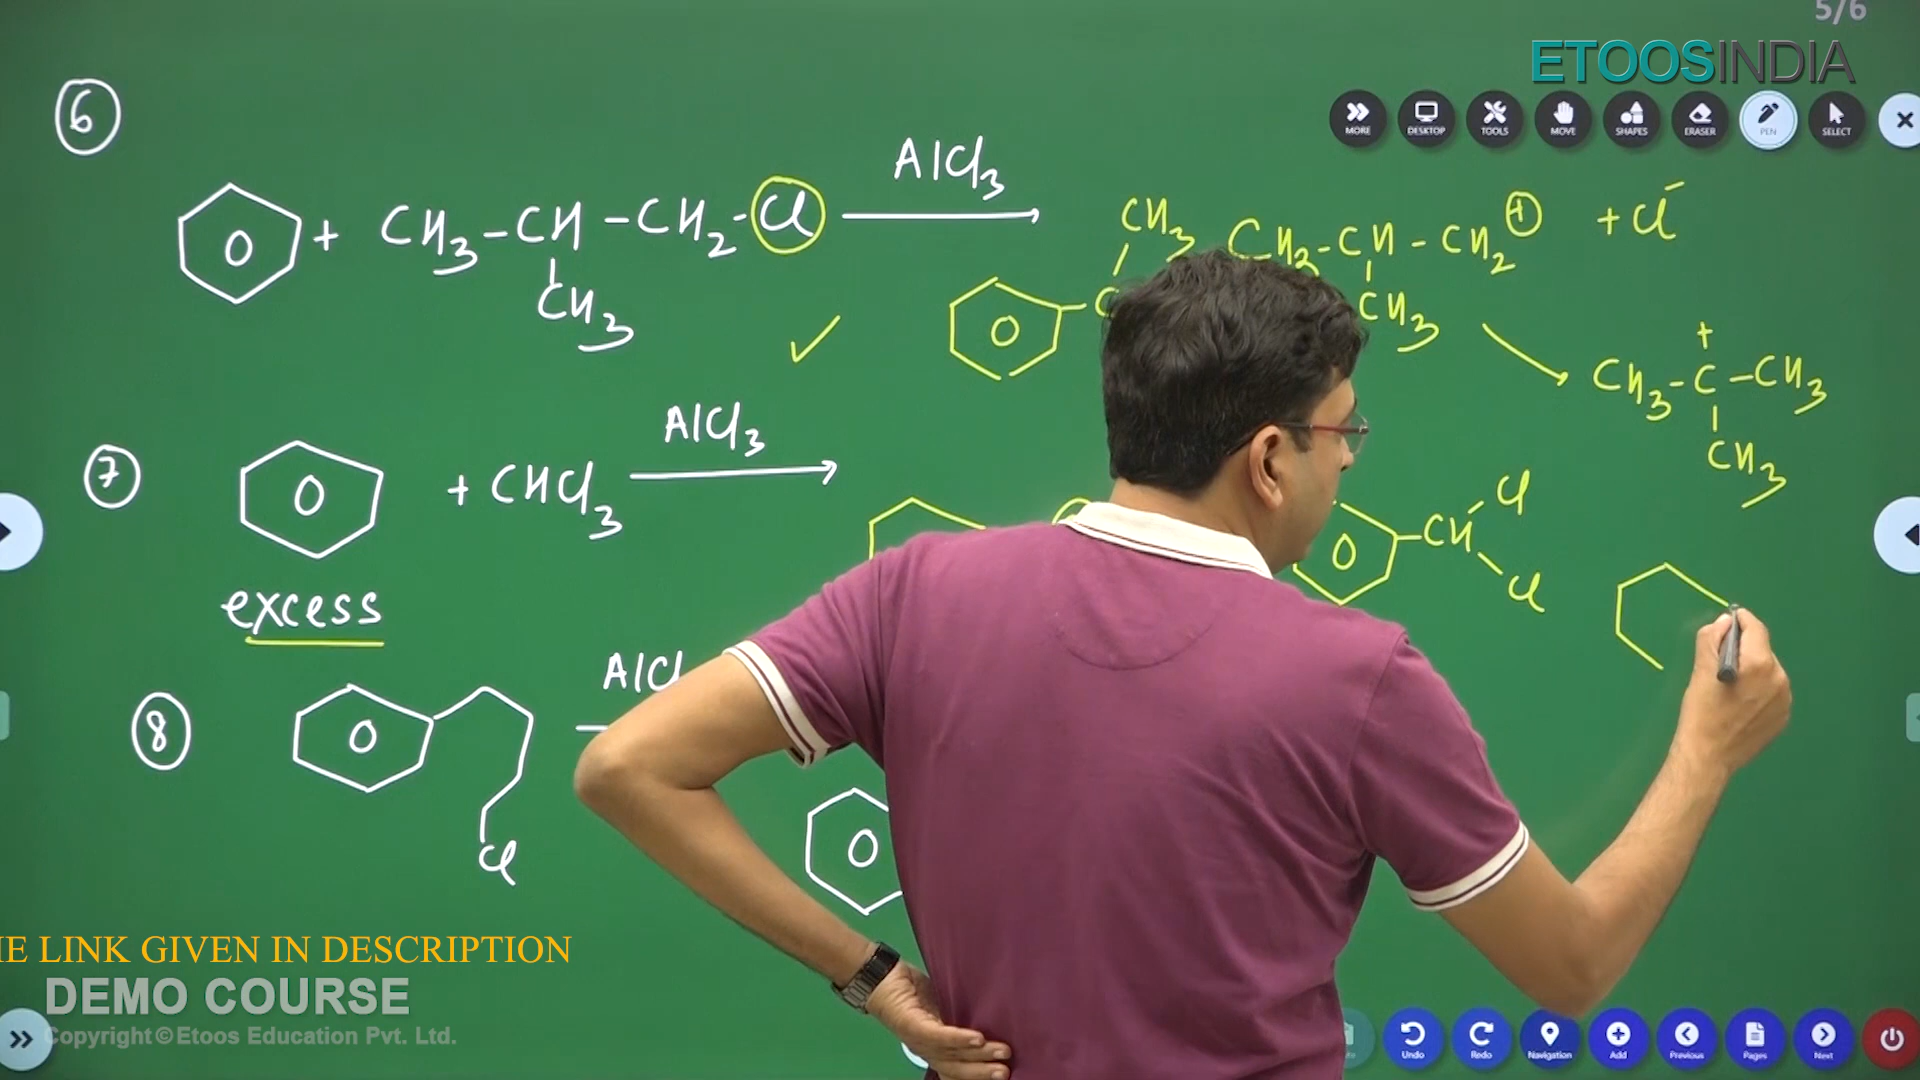 5/6
ETOOSINDIA
MORE DESKTOP TOOLS MOVE SHAPES ERASER PEN SELECT
6
+ CH3-CH-CH2-Cl
CH3
AlCl3
CH3-CH-CH2 + + Cl-
CH3
CH3
+
CH3-C-CH3
CH3
7
+ CHCl3
AlCl3
excess
CH Cl
Cl
8
AlCl
Cl
LINK GIVEN IN DESCRIPTION
DEMO COURSE
Copyright © Etoos Education Pvt. Ltd.
Undo Redo Navigation Add Previous Pages Next